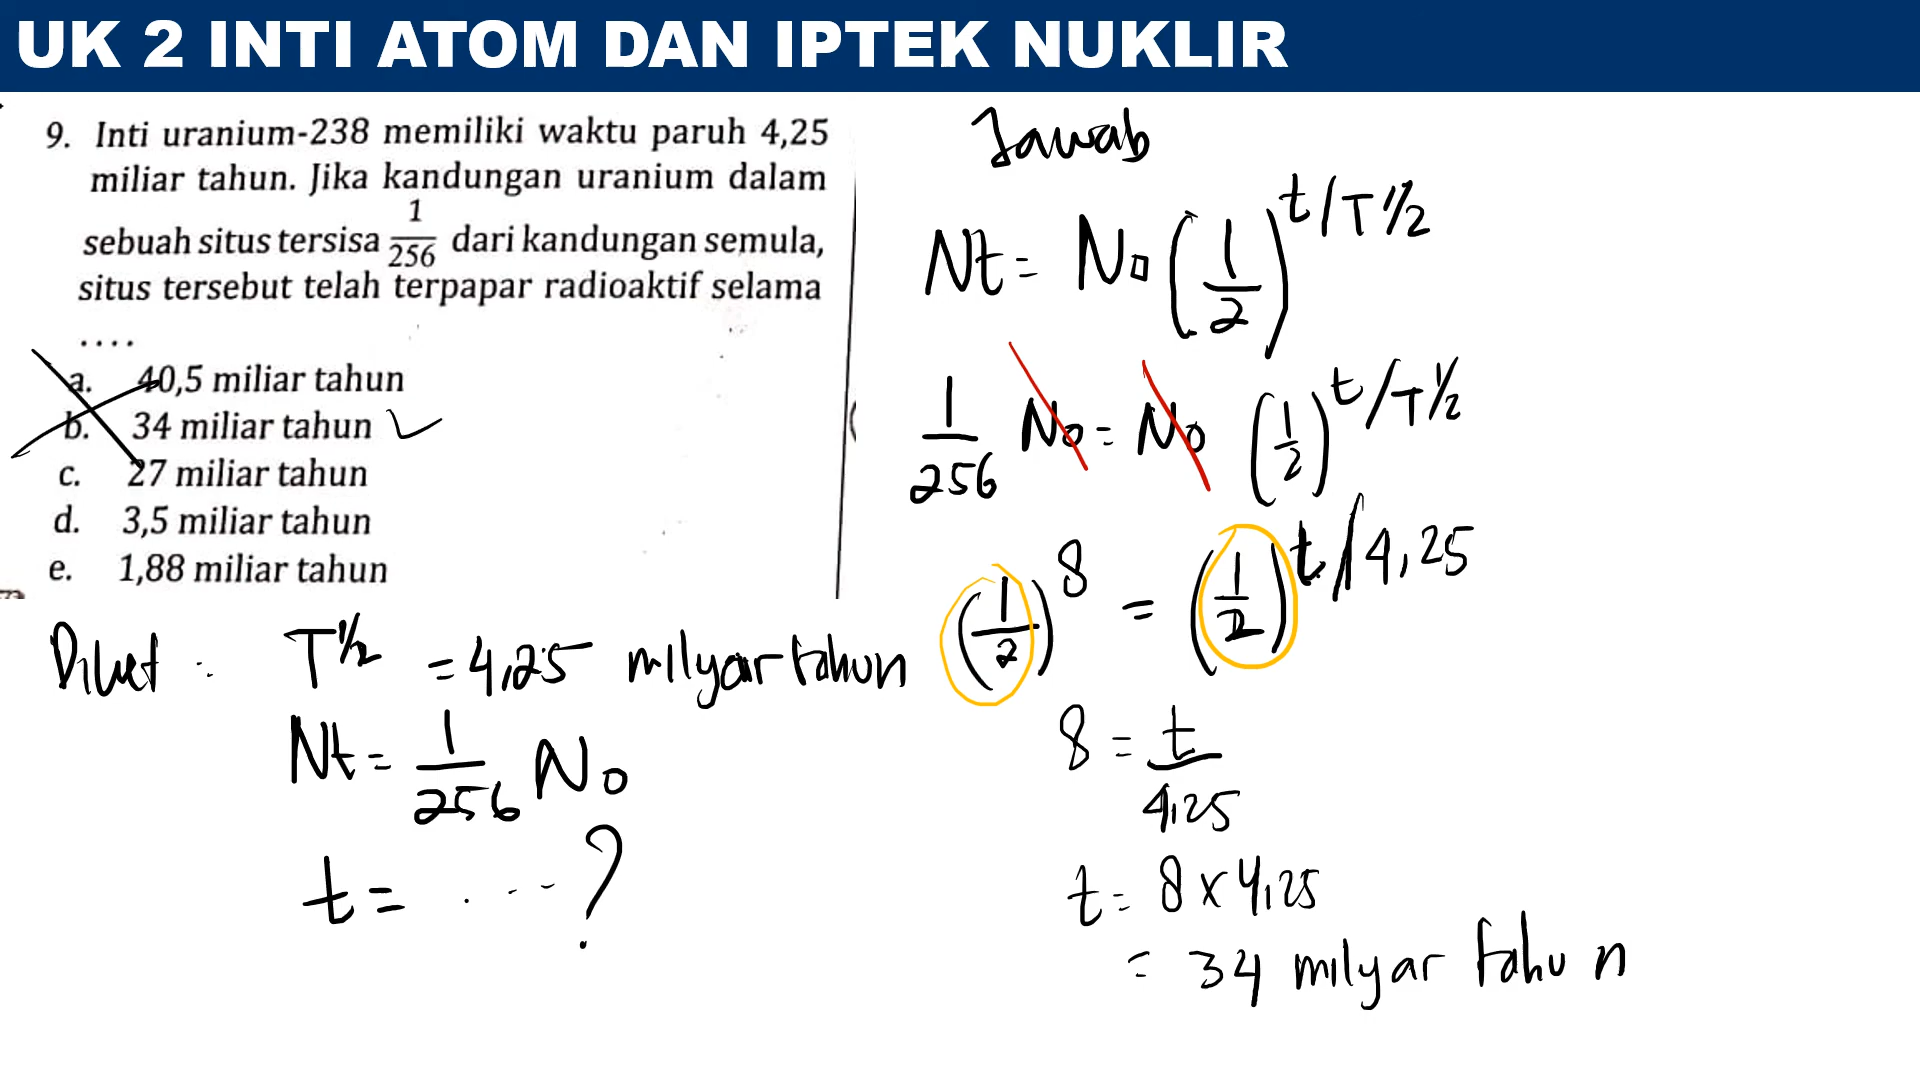 UK 2 INTI ATOM DAN IPTEK NUKLIR
9. Inti uranium-238 memiliki waktu paruh 4,25
miliar tahun. Jika kandungan uranium dalam
sebuah situs tersisa 1/256 dari kandungan semula,
situs tersebut telah terpapar radioaktif selama
....
a. 40,5 miliar tahun
b. 34 miliar tahun
c. 27 miliar tahun
d. 3,5 miliar tahun
e. 1,88 miliar tahun
Diket : T½ = 4,25 milyar tahun
Nt = 1/256 No
t = ... ?
Jawab
Nt = No (1/2)^t/T½
1/256 No = No (1/2)^t/T½
(1/2)^8 = (1/2)^t/4,25
8 = t/4,25
t = 8 x 4,25
= 34 milyar tahun